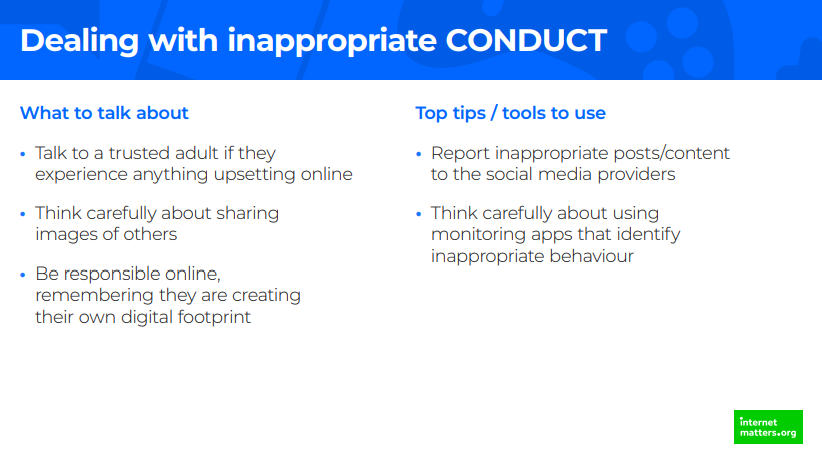 Dealing with inappropriate CONDUCT
What to talk about
• Talk to a trusted adult if they
experience anything upsetting online
• Think carefully about sharing
images of others
• Be responsible online,
remembering they are creating
their own digital footprint
Top tips / tools to use
• Report inappropriate posts/content
to the social media providers
• Think carefully about using
monitoring apps that identify
inappropriate behaviour
internet
matters.org